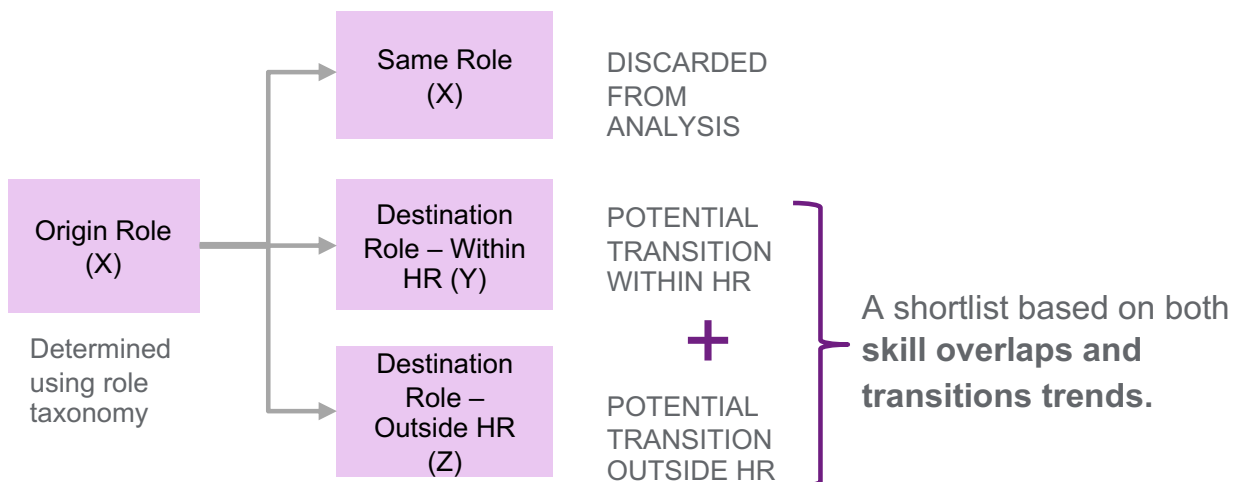 Same Role
(X)
DISCARDED
FROM
ANALYSIS
Origin Role
(X)
Determined
using role
taxonomy
Destination
Role – Within
HR (Y)
POTENTIAL
TRANSITION
WITHIN HR
+
Destination
Role –
Outside HR
(Z)
POTENTIAL
TRANSITION
OUTSIDE HR
A shortlist based on both
skill overlaps and
transitions trends.